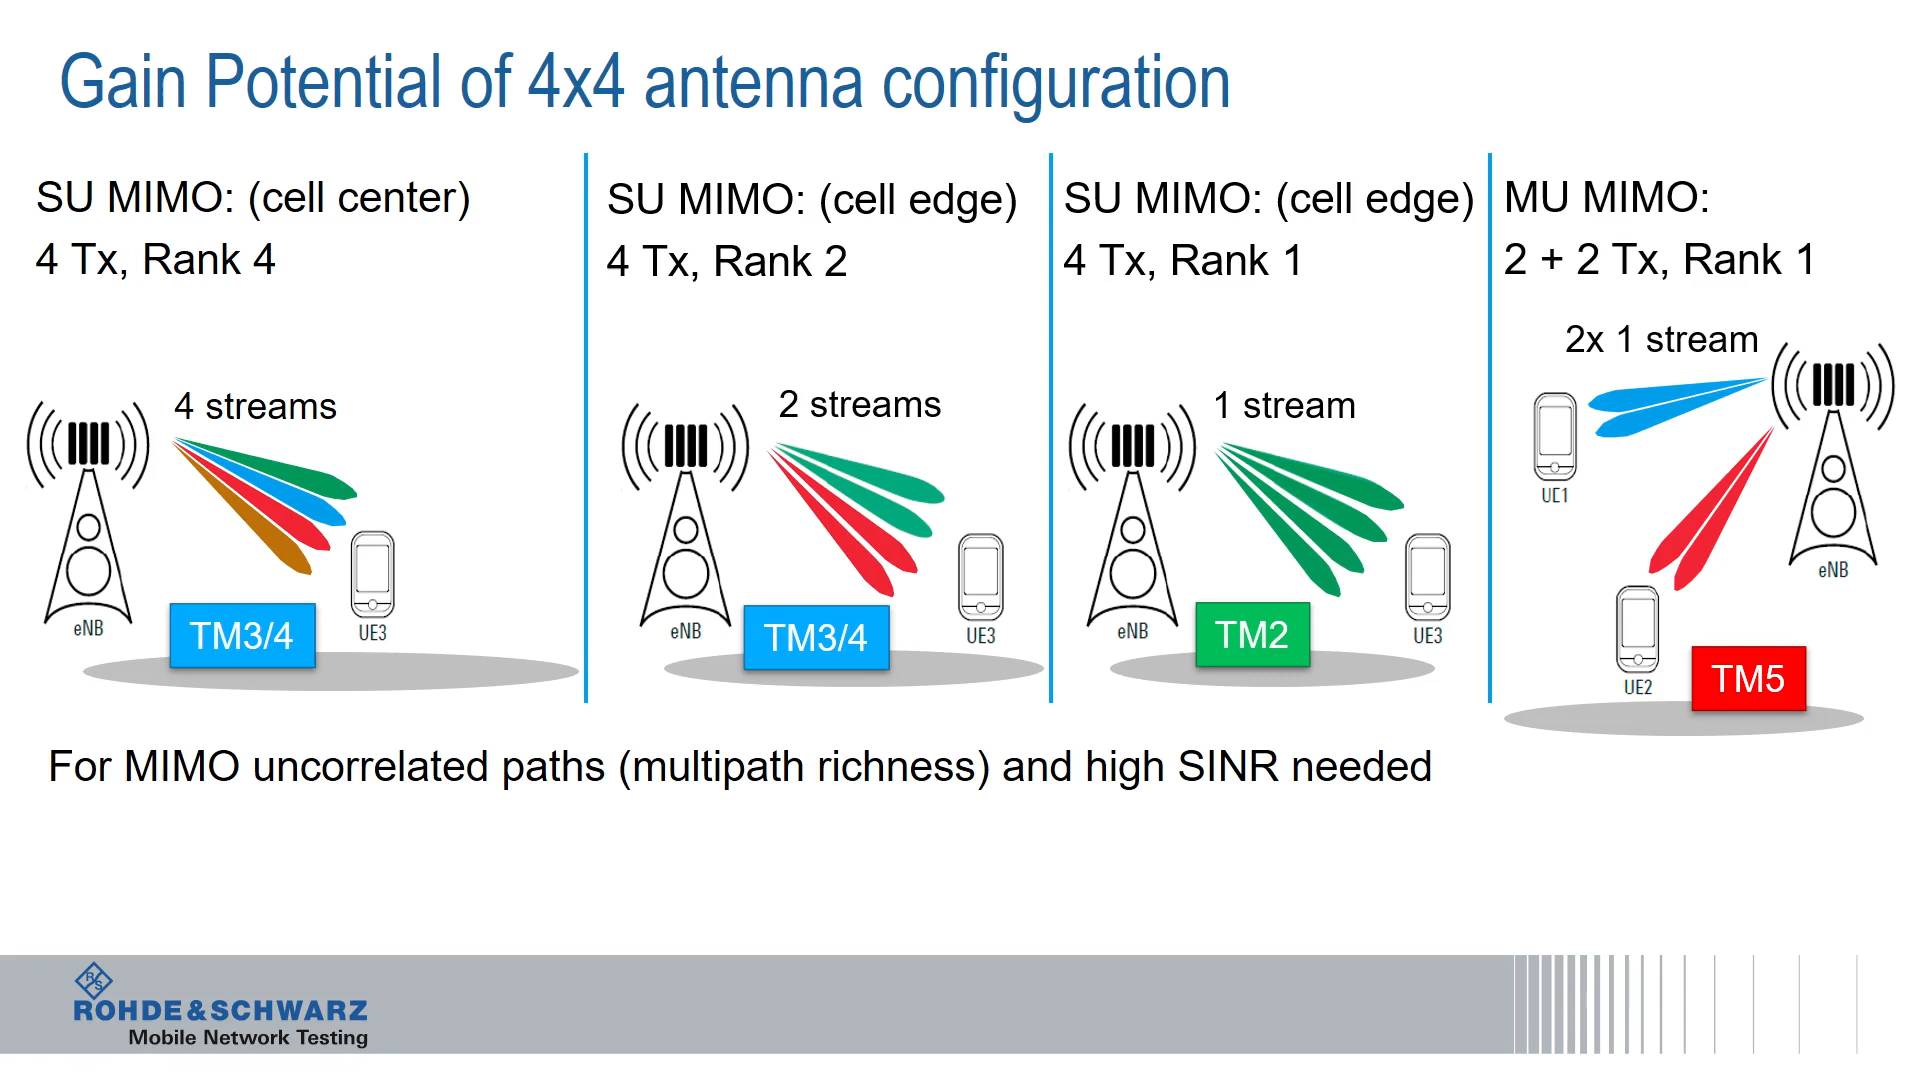 Gain Potential of 4x4 antenna configuration
SU MIMO: (cell center)
4 Tx, Rank 4
4 streams
eNB
TM3/4
UE3
SU MIMO: (cell edge)
4 Tx, Rank 2
2 streams
eNB
TM3/4
UE3
SU MIMO: (cell edge)
4 Tx, Rank 1
1 stream
eNB
TM2
UE3
MU MIMO:
2 + 2 Tx, Rank 1
2x 1 stream
UE1
eNB
UE2
TM5
For MIMO uncorrelated paths (multipath richness) and high SINR needed
R S
ROHDE&SCHWARZ
Mobile Network Testing